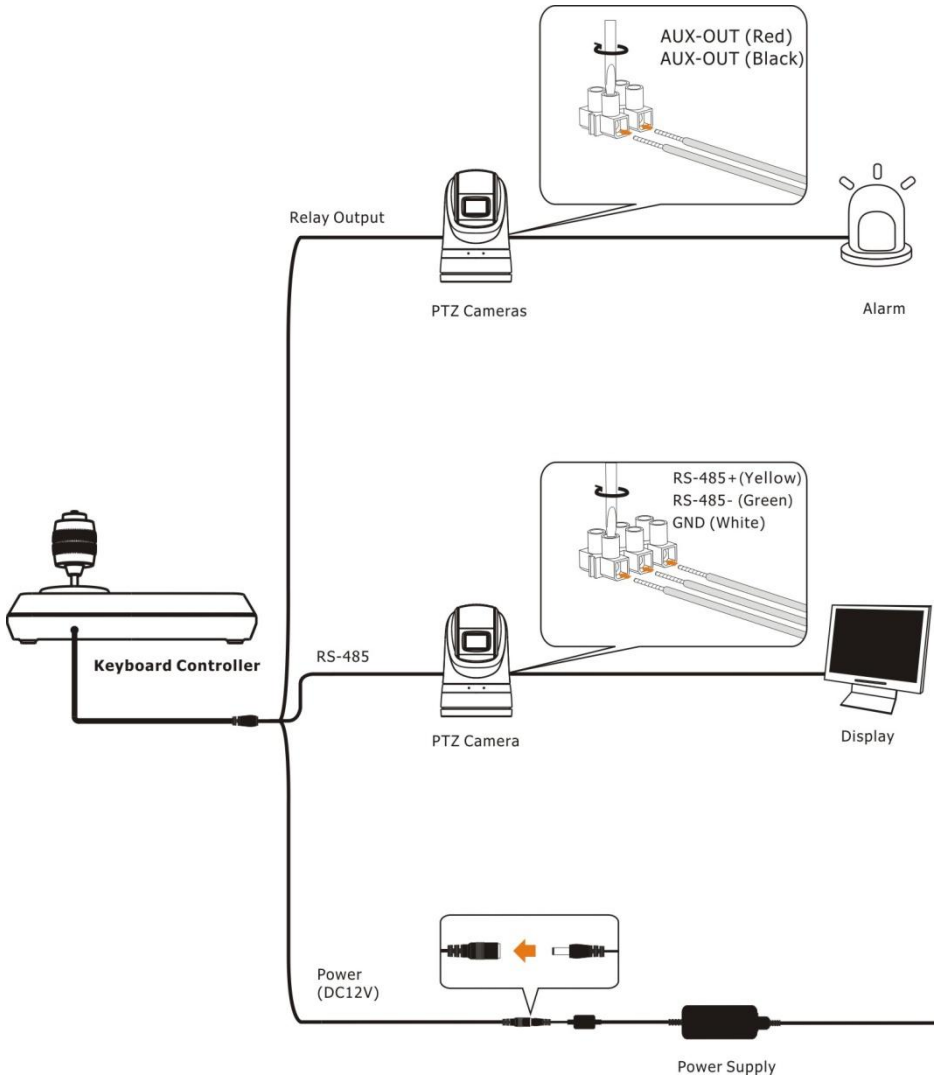 AUX-OUT (Red)
AUX-OUT (Black)
Relay Output
PTZ Cameras
Alarm
RS-485+(Yellow)
RS-485- (Green)
GND (White)
Keyboard Controller
RS-485
PTZ Camera
Display
Power
(DC12V)
Power Supply